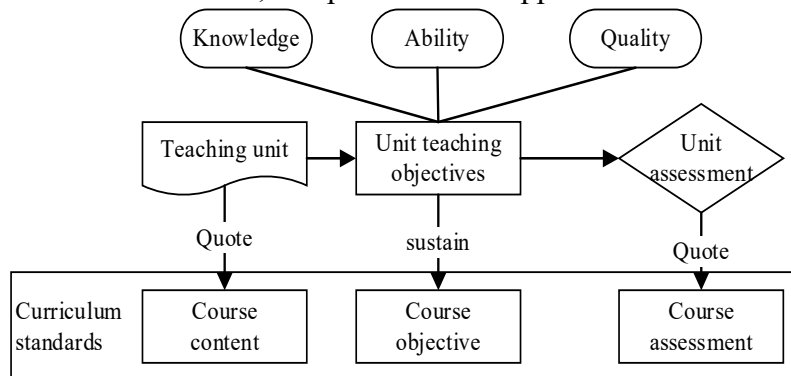 Knowledge
Ability
Quality
Teaching unit
Unit teaching
objectives
Unit
assessment
Quote
sustain
Quote
Curriculum
standards
Course
content
Course
objective
Course
assessment